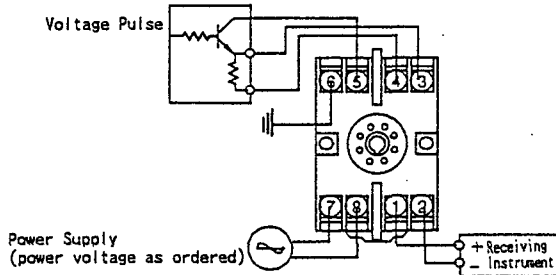 Voltage Pulse
6 5 4 3
7 8 1 2
Power Supply
(power voltage as ordered)
+ Receiving
- Instrument